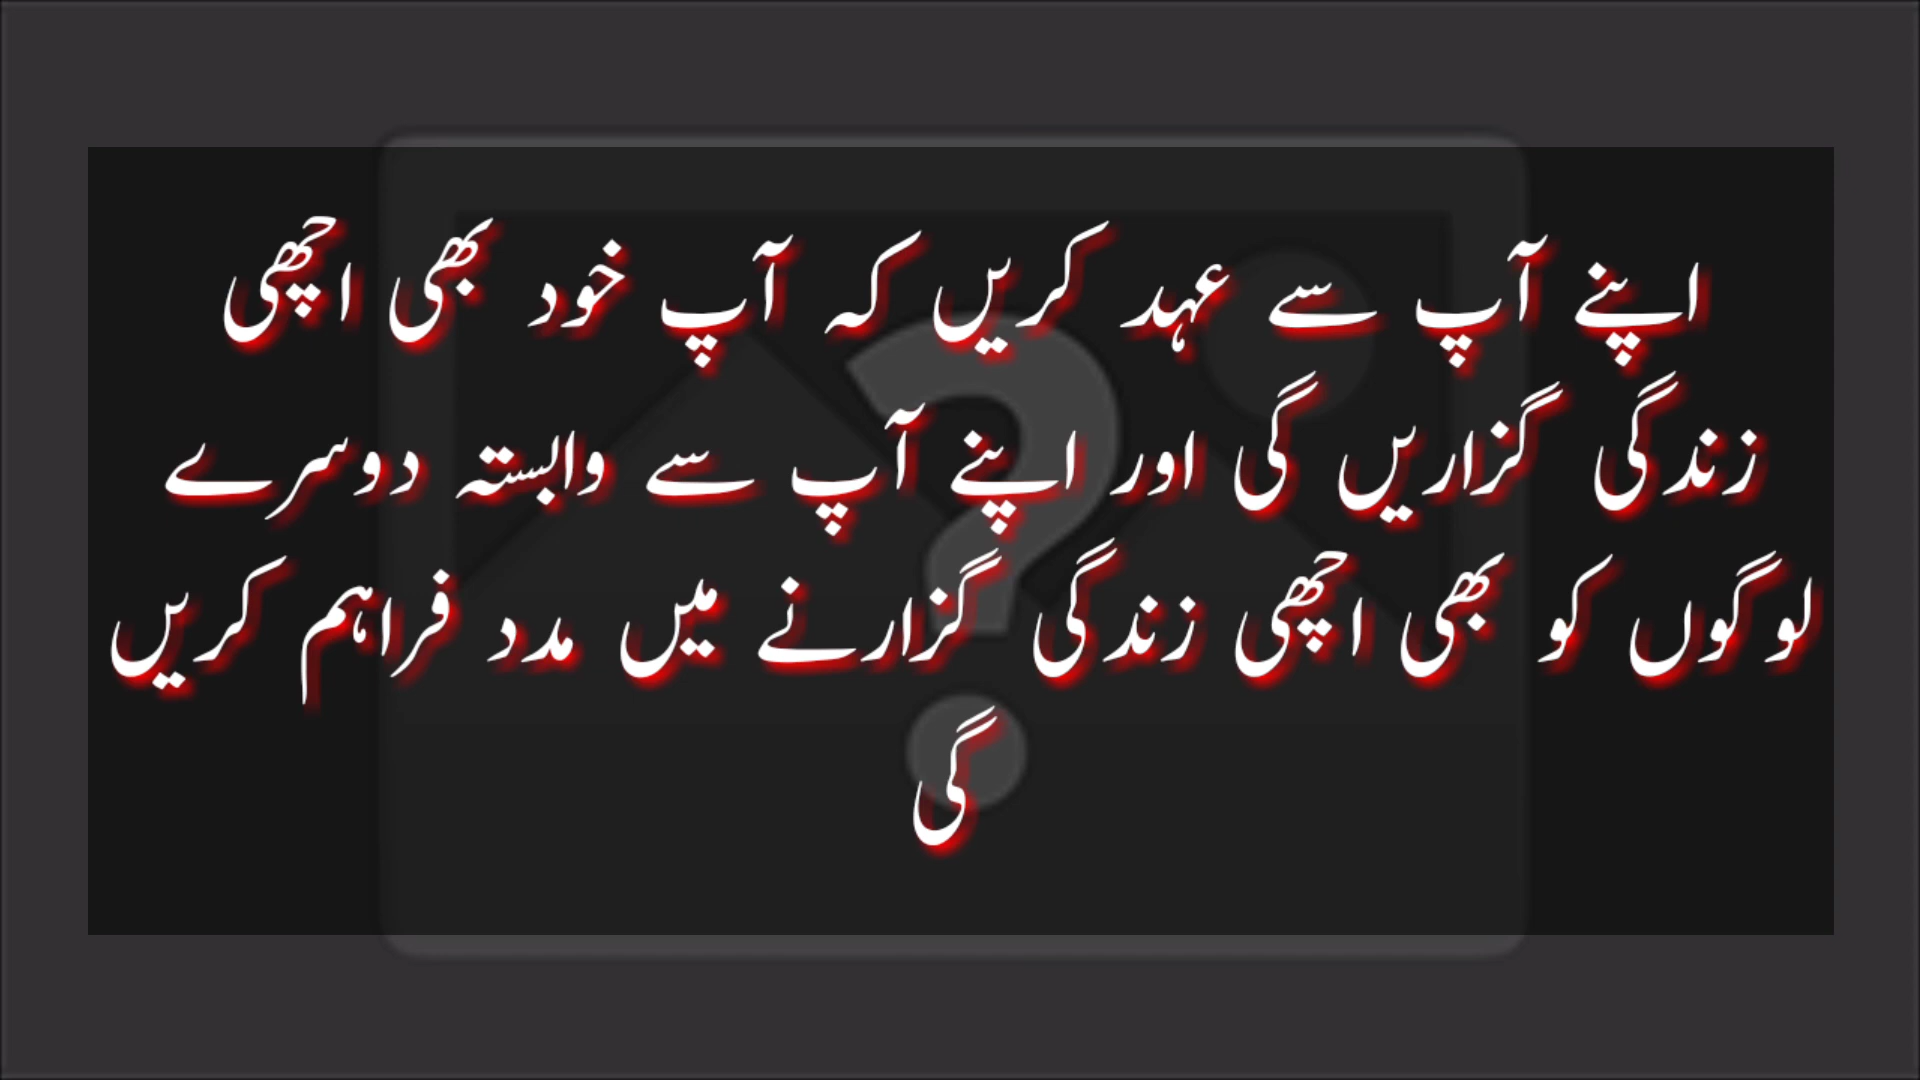 اپنے آپ سے عہد کریں کہ آپ خود بھی اچھی
زندگی گزاریں گی اور اپنے آپ سے وابستہ دوسرے
لوگوں کو بھی اچھی زندگی گزارنے میں مدد فراہم کریں
گی